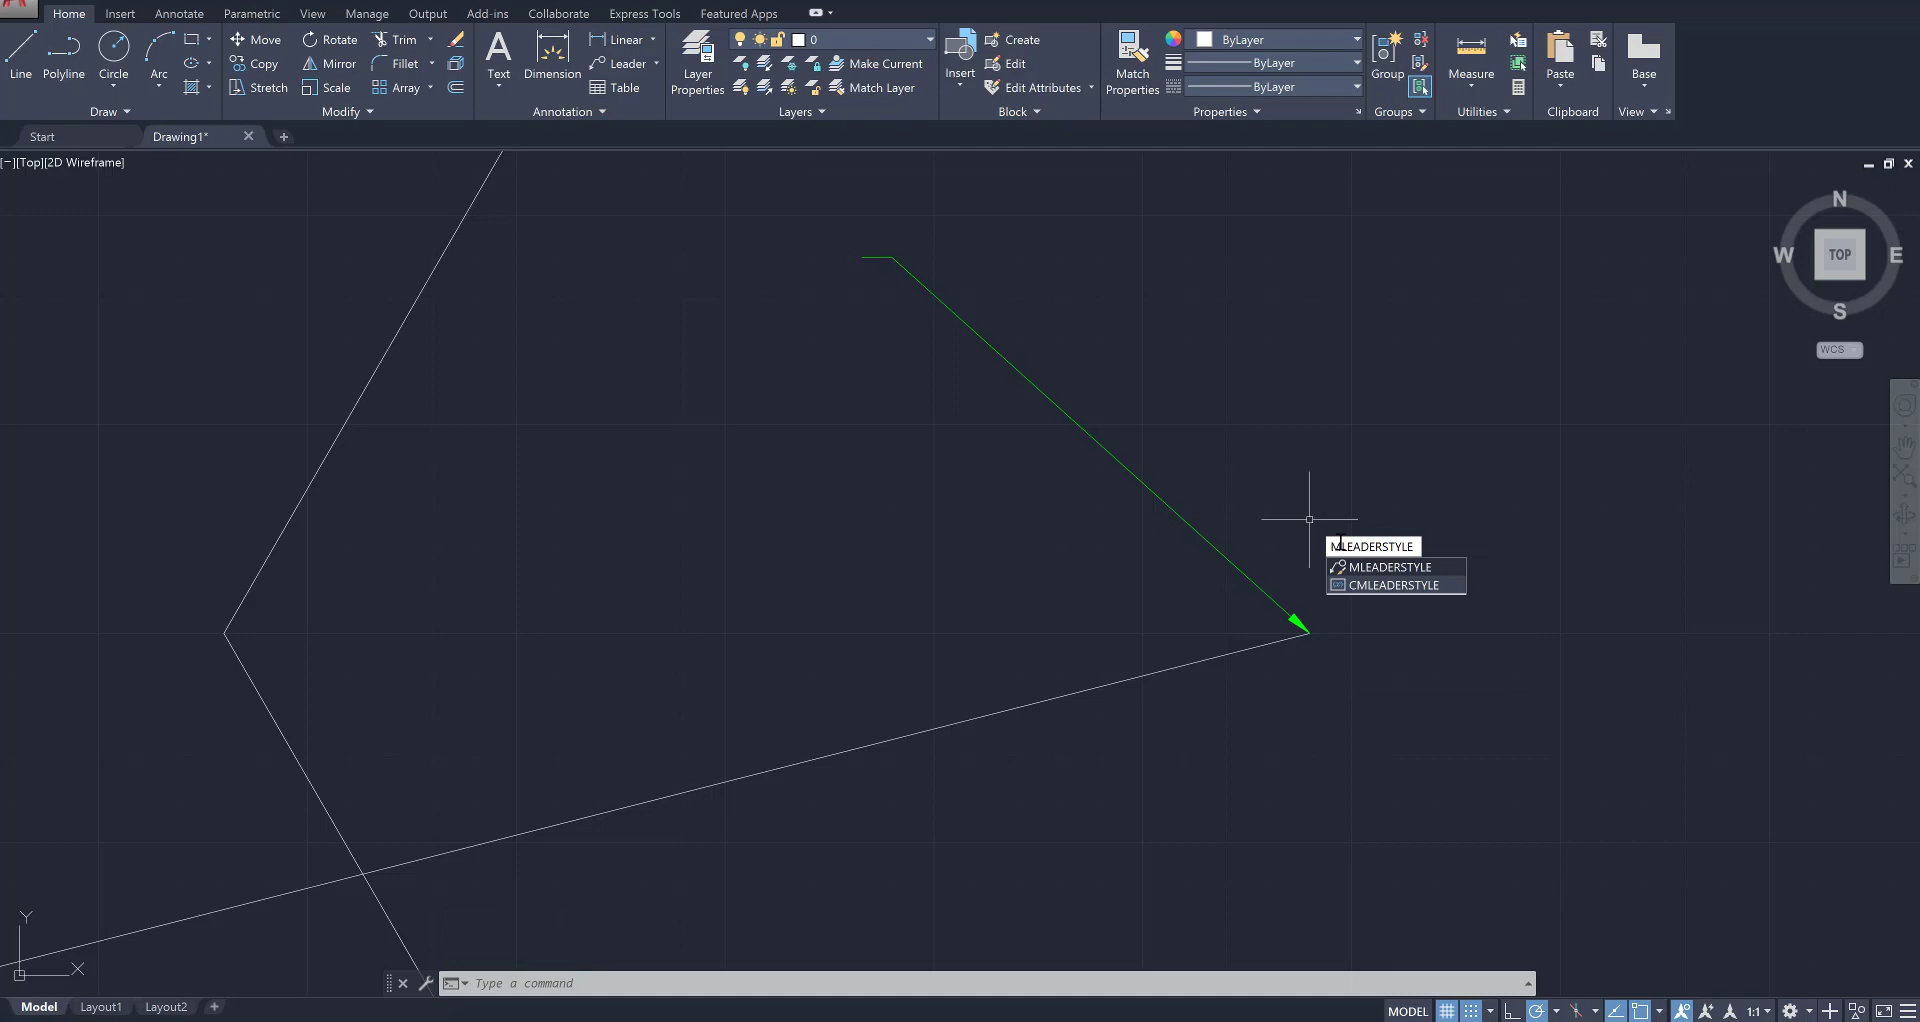 Home Insert Annotate Parametric View Manage Output Add-ins Collaborate Express Tools Featured Apps
Line Polyline Circle Arc
Move Rotate Trim
Copy Mirror Fillet
Stretch Scale Array
Text Dimension
Linear
Leader
Table
Layer
Properties
0
Make Current
Match Layer
Insert
Create
Edit
Edit Attributes
Match
Properties
ByLayer
ByLayer
ByLayer
Group
Measure
Paste
Base
Draw Modify Annotation Layers Block Properties Groups Utilities Clipboard View
Start Drawing1*
[−][Top][2D Wireframe]
N
W TOP E
S
WCS
MLEADERSTYLE
MLEADERSTYLE
CMLEADERSTYLE
Y
X
Type a command
Model Layout1 Layout2
MODEL 1:1